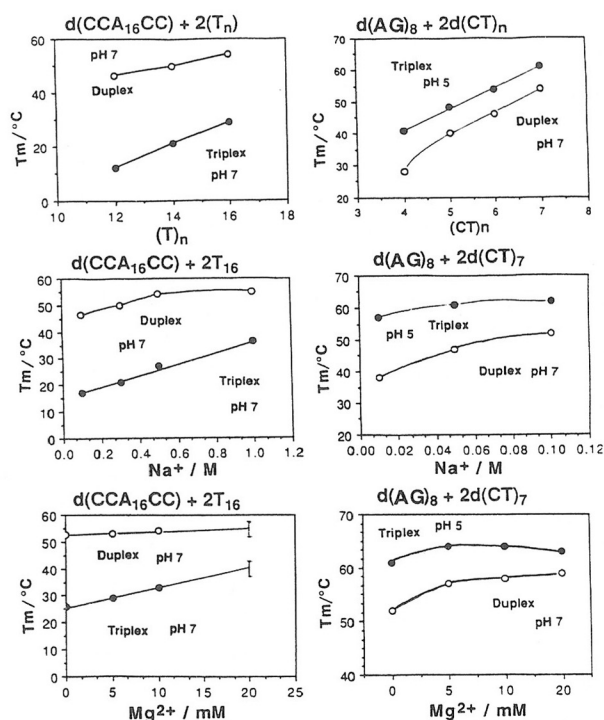 d(CCA16CC) + 2(Tn)
pH 7
Duplex
Triplex
pH 7
Tm/°C
60
40
20
0
10
12
14
16
18
(T)n
d(AG)8 + 2d(CT)n
Triplex
pH 5
Duplex
pH 7
Tm/°C
70
60
50
40
30
20
3
4
5
6
7
8
(CT)n
d(CCA16CC) + 2T16
Duplex
pH 7
Triplex
pH 7
Tm/°C
60
50
40
30
20
10
0
0.0
0.2
0.4
0.6
0.8
1.0
1.2
Na+ / M
d(AG)8 + 2d(CT)7
pH 5
Triplex
Duplex pH 7
Tm/°C
70
60
50
40
30
20
0.00
0.02
0.04
0.06
0.08
0.10
0.12
Na+ / M
d(CCA16CC) + 2T16
Duplex
pH 7
Triplex pH 7
Tm/°C
60
50
40
30
20
10
0
0
5
10
15
20
Mg2+ / mM
d(AG)8 + 2d(CT)7
Triplex
pH 5
Duplex
pH 7
Tm/°C
70
60
50
40
0
5
10
20
Mg2+ / mM